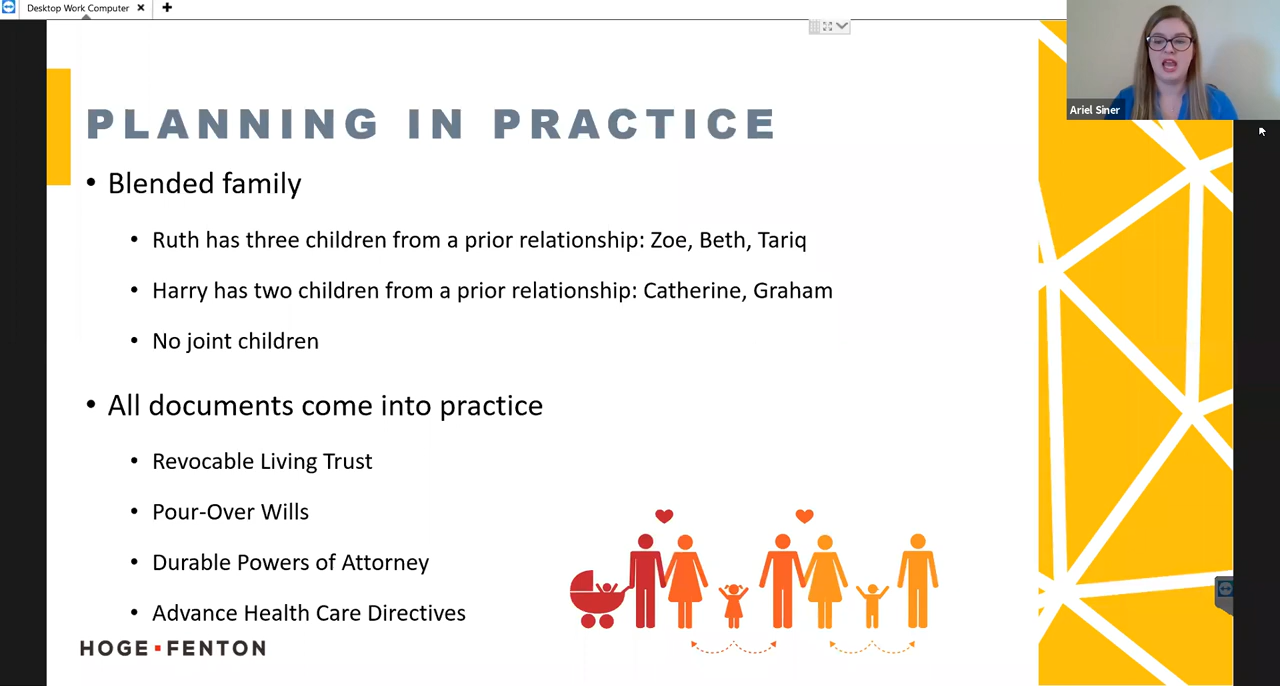 Desktop Work Computer
Ariel Siner
PLANNING IN PRACTICE
• Blended family
• Ruth has three children from a prior relationship: Zoe, Beth, Tariq
• Harry has two children from a prior relationship: Catherine, Graham
• No joint children
• All documents come into practice
• Revocable Living Trust
• Pour-Over Wills
• Durable Powers of Attorney
• Advance Health Care Directives
HOGE▪FENTON